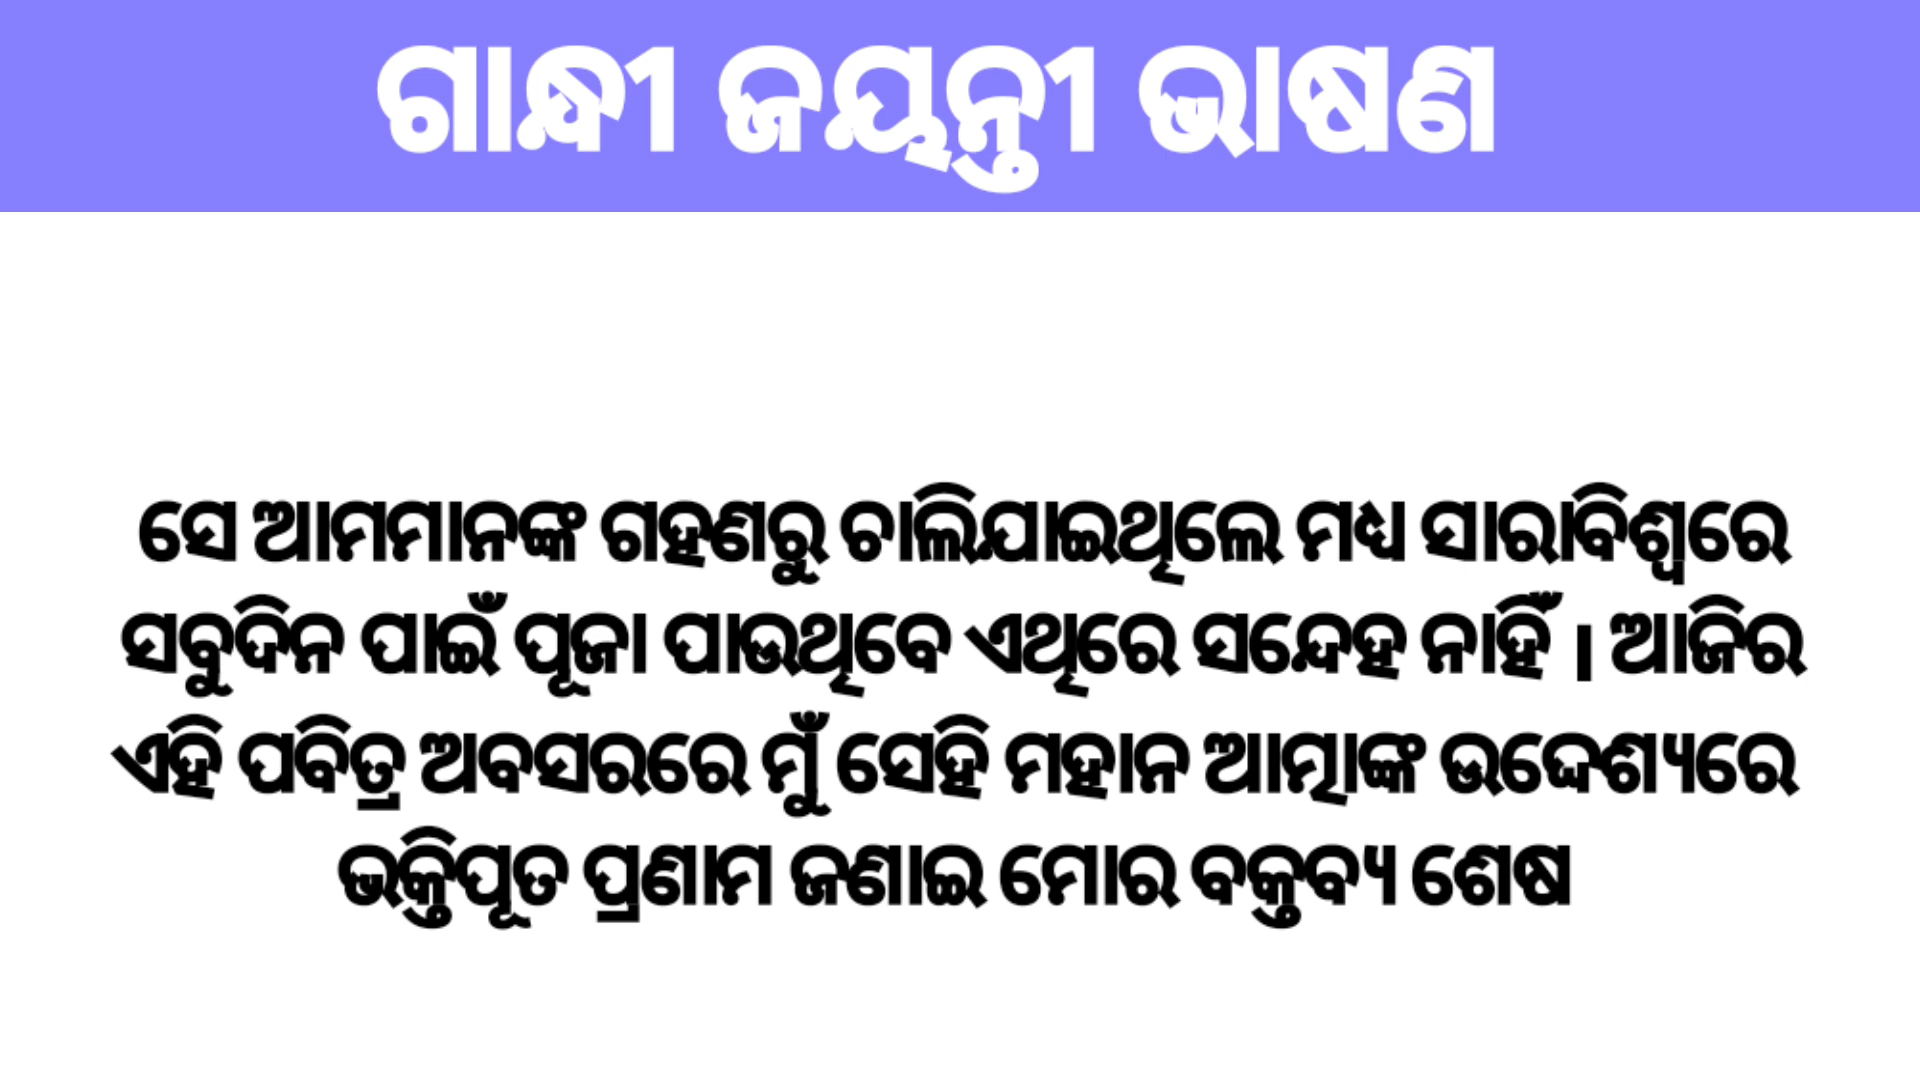 ଗାନ୍ଧୀ ଜୟନ୍ତୀ ଭାଷଣ
ସେ ଆମମାନଙ୍କ ଗହଣରୁ ଚାଲିଯାଇଥିଲେ ମଧ୍ୟ ସାରାବିଶ୍ୱରେ
ସବୁଦିନ ପାଇଁ ପୂଜା ପାଉଥିବେ ଏଥିରେ ସନ୍ଦେହ ନାହିଁ । ଆଜିର
ଏହି ପବିତ୍ର ଅବସରରେ ମୁଁ ସେହି ମହାନ ଆତ୍ମାଙ୍କ ଉଦ୍ଦେଶ୍ୟରେ
ଭକ୍ତିପୂତ ପ୍ରଣାମ ଜଣାଇ ମୋର ବକ୍ତବ୍ୟ ଶେଷ